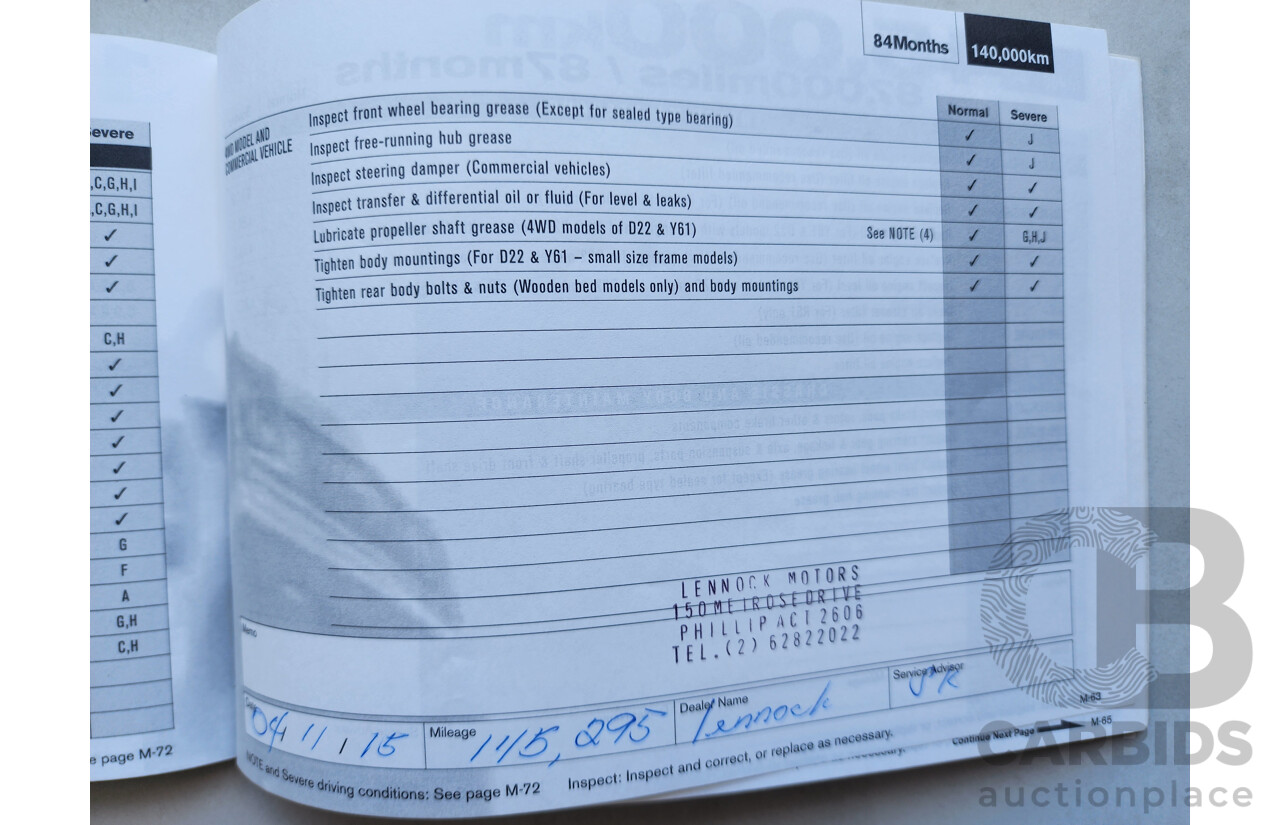 84Months
140,000km
evere
,C,G,H,I
,C,G,H,I
✓
✓
✓
C,H
✓
✓
✓
✓
✓
✓
✓
G
F
A
G,H
C,H
page M-72
Normal Severe
4WD MODEL AND
COMMERCIAL VEHICLE
Inspect front wheel bearing grease (Except for sealed type bearing) ✓ J
Inspect free-running hub grease ✓ J
Inspect steering damper (Commercial vehicles) ✓ ✓
Inspect transfer & differential oil or fluid (For level & leaks) ✓ ✓
Lubricate propeller shaft grease (4WD models of D22 & Y61) See NOTE (4) ✓ G,H,J
Tighten body mountings (For D22 & Y61 – small size frame models) ✓ ✓
Tighten rear body bolts & nuts (Wooden bed models only) and body mountings ✓ ✓
LENNOCK MOTORS
150 MELROSE DRIVE
PHILLIP ACT 2606
TEL. (2) 62822022
Memo
04, 11, 15
Mileage 115,295
Dealer Name Lennock
Service Advisor
M-63
Continue Next Page M-65
NOTE and Severe driving conditions: See page M-72
Inspect: Inspect and correct, or replace as necessary.
necessary.
CB
CARBIDS
auctionplace